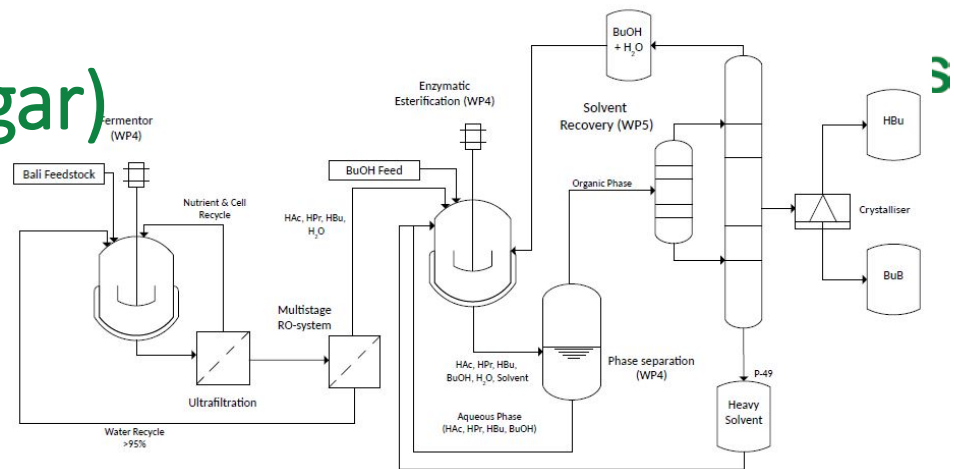 gar)
s
Fermentor
(WP4)
Bali Feedstock
Nutrient & Cell
Recycle
Ultrafiltration
Water Recycle
>95%
Multistage
RO-system
HAc, HPr, HBu,
H₂O
BuOH Feed
Enzymatic
Esterification (WP4)
HAc, HPr, HBu,
BuOH, H₂O, Solvent
Aqueous Phase
(HAc, HPr, HBu, BuOH)
Phase separation
(WP4)
Organic Phase
Solvent
Recovery (WP5)
BuOH
+ H₂O
P-49
Heavy
Solvent
Crystalliser
HBu
BuB